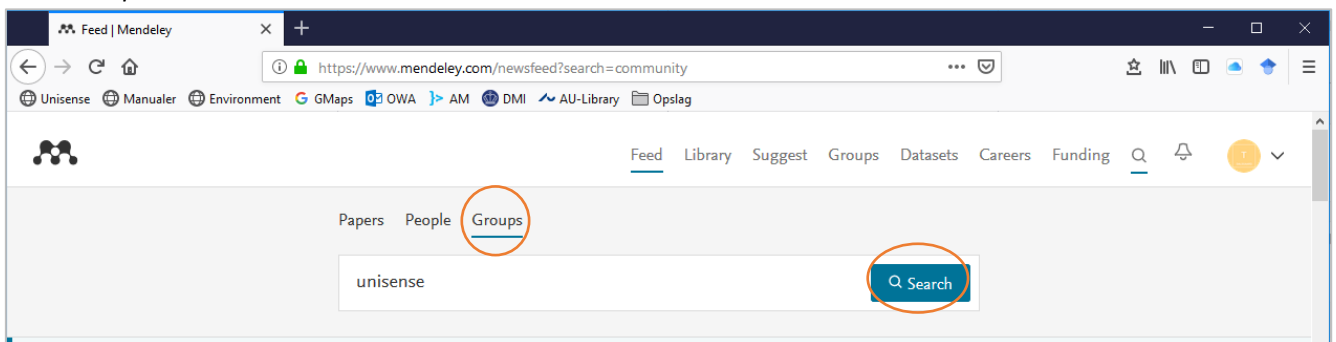 Feed | Mendeley
https://www.mendeley.com/newsfeed?search=community
Unisense Manualer Environment GMaps OWA AM DMI AU-Library Opslag
Feed Library Suggest Groups Datasets Careers Funding
Papers People Groups
unisense Search